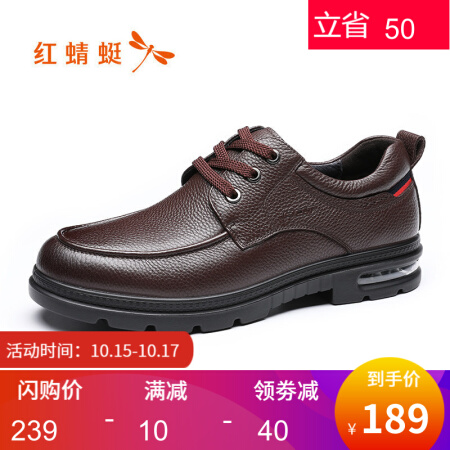 红蜻蜓
立省 50
活动时间：10.15-10.17
闪购价 满减 领券减 到手价
239 - 10 - 40 ¥189